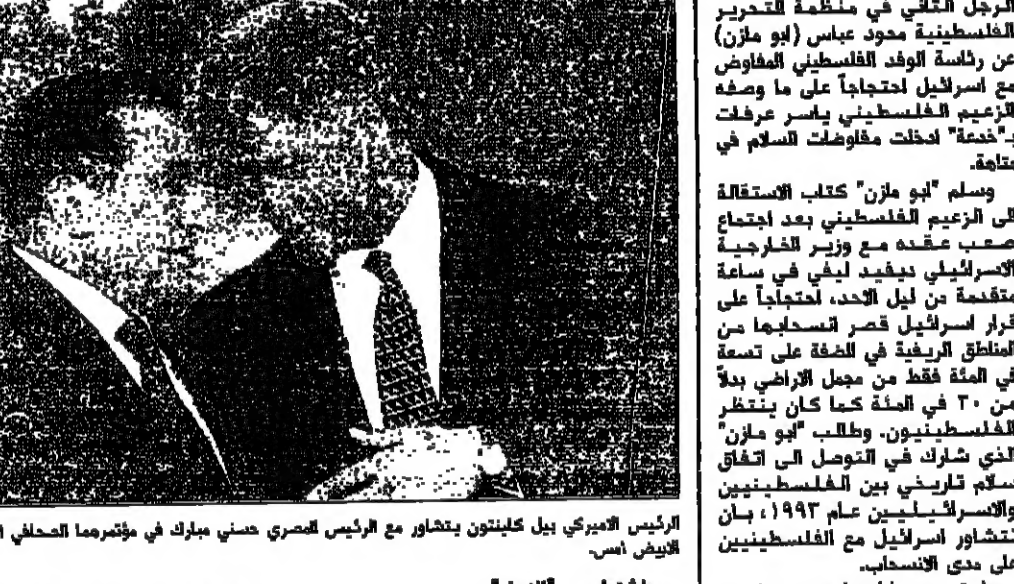 الرجل الثاني في منظمة التحرير
الفلسطينية محود عباس (ابو مازن)
عن رئاسة الوفد الفلسطيني المفاوض
مع اسرائيل احتجاجاً على ما وصفه
الزعيم الفلسطيني ياسر عرفات
بـ"خدعة" ادخلت مفاوضات السلام في
متاهة.
وسلم "ابو مازن" كتاب الاستقالة
الى الزعيم الفلسطيني بعد اجتماع
صعب عقده مع وزير الخارجية
الاسرائيلي ديفيد ليفي في ساعة
متقدمة من ليل الاحد، احتجاجاً على
قرار اسرائيل قصر انسحابها من
المناطق الريفية في الضفة على تسعة
في المئة فقط من مجمل الاراضي بدلاً
من ٣٠ في المئة كما كان ينتظر
الفلسطينيون. وطالب "ابو مازن"
الذي شارك في التوصل الى اتفاق
سلام تاريخي بين الفلسطينيين
والاسرائيليين عام ١٩٩٣، بان
تتشاور اسرائيل مع الفلسطينيين
على مدى الانسحاب.
الرئيس الاميركي بيل كلينتون يتشاور مع الرئيس المصري حسني مبارك في مؤتمرهما الصحافي
الابيض أمس.